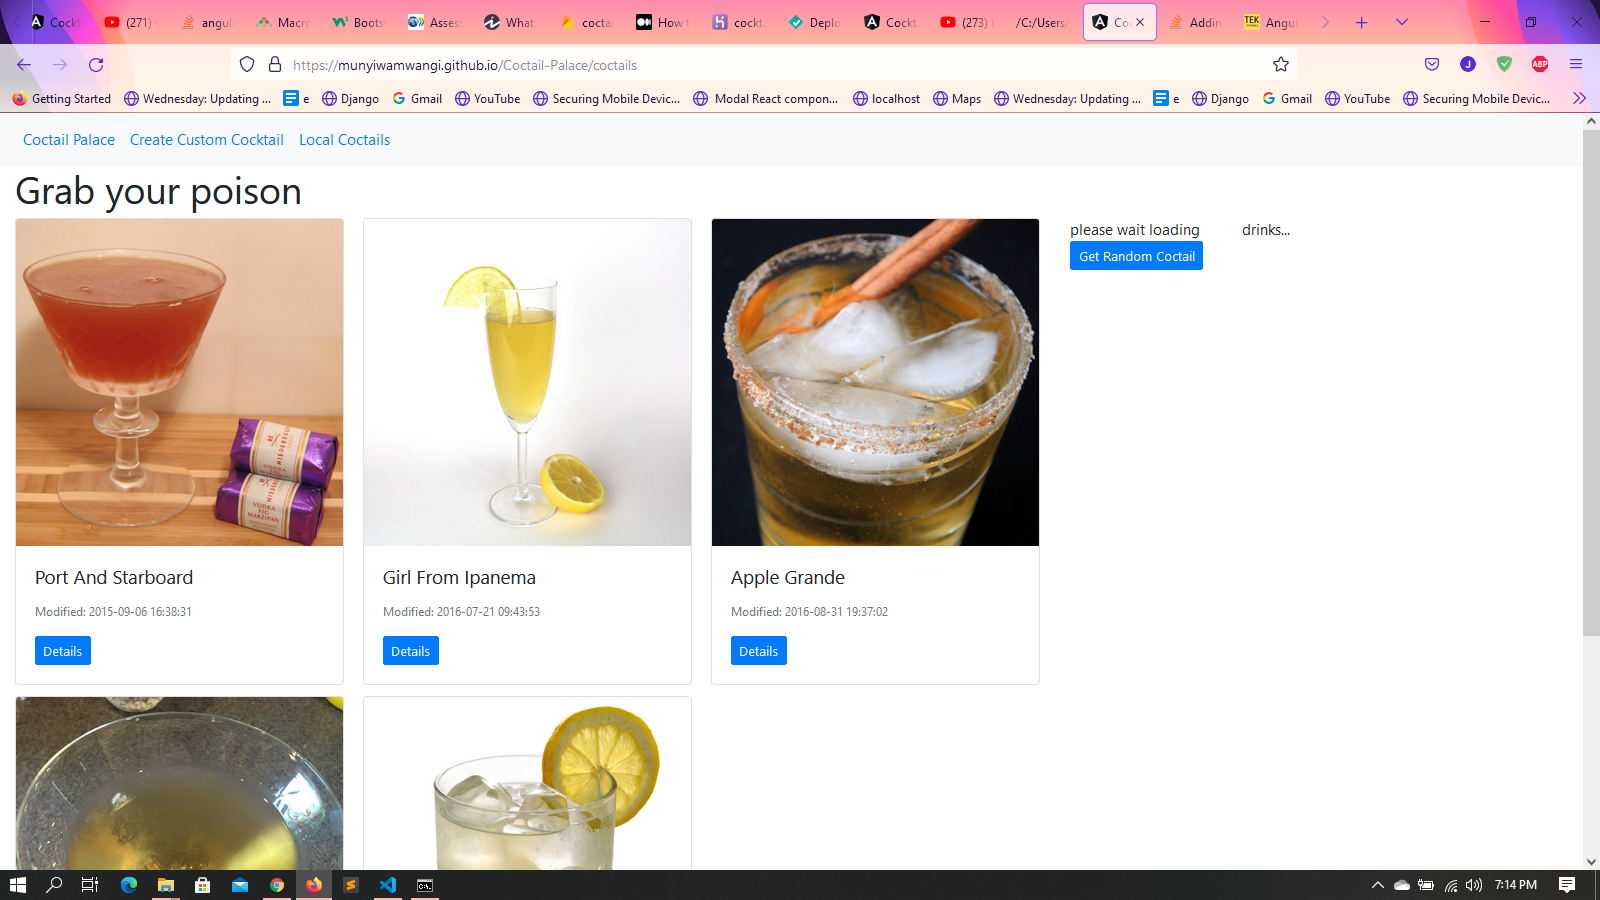 Cockt
(271)
angul
Macro
Boots
Asses
What
coctai
How t
cockta
Deplo
Cockt
(273)
/C:/Users/
Coc
Addin
Angul
https://munyiwamwangi.github.io/Coctail-Palace/coctails
Getting Started
Wednesday: Updating ...
e
Django
Gmail
YouTube
Securing Mobile Devic...
Modal React compon...
localhost
Maps
Wednesday: Updating ...
e
Django
Gmail
YouTube
Securing Mobile Devic...
Coctail Palace Create Custom Cocktail Local Coctails
Grab your poison
please wait loading drinks...
Get Random Coctail
VODKA
FIG
MARZIPAN
Port And Starboard
Modified: 2015-09-06 16:38:31
Details
Girl From Ipanema
Modified: 2016-07-21 09:43:53
Details
Apple Grande
Modified: 2016-08-31 19:37:02
Details
7:14 PM